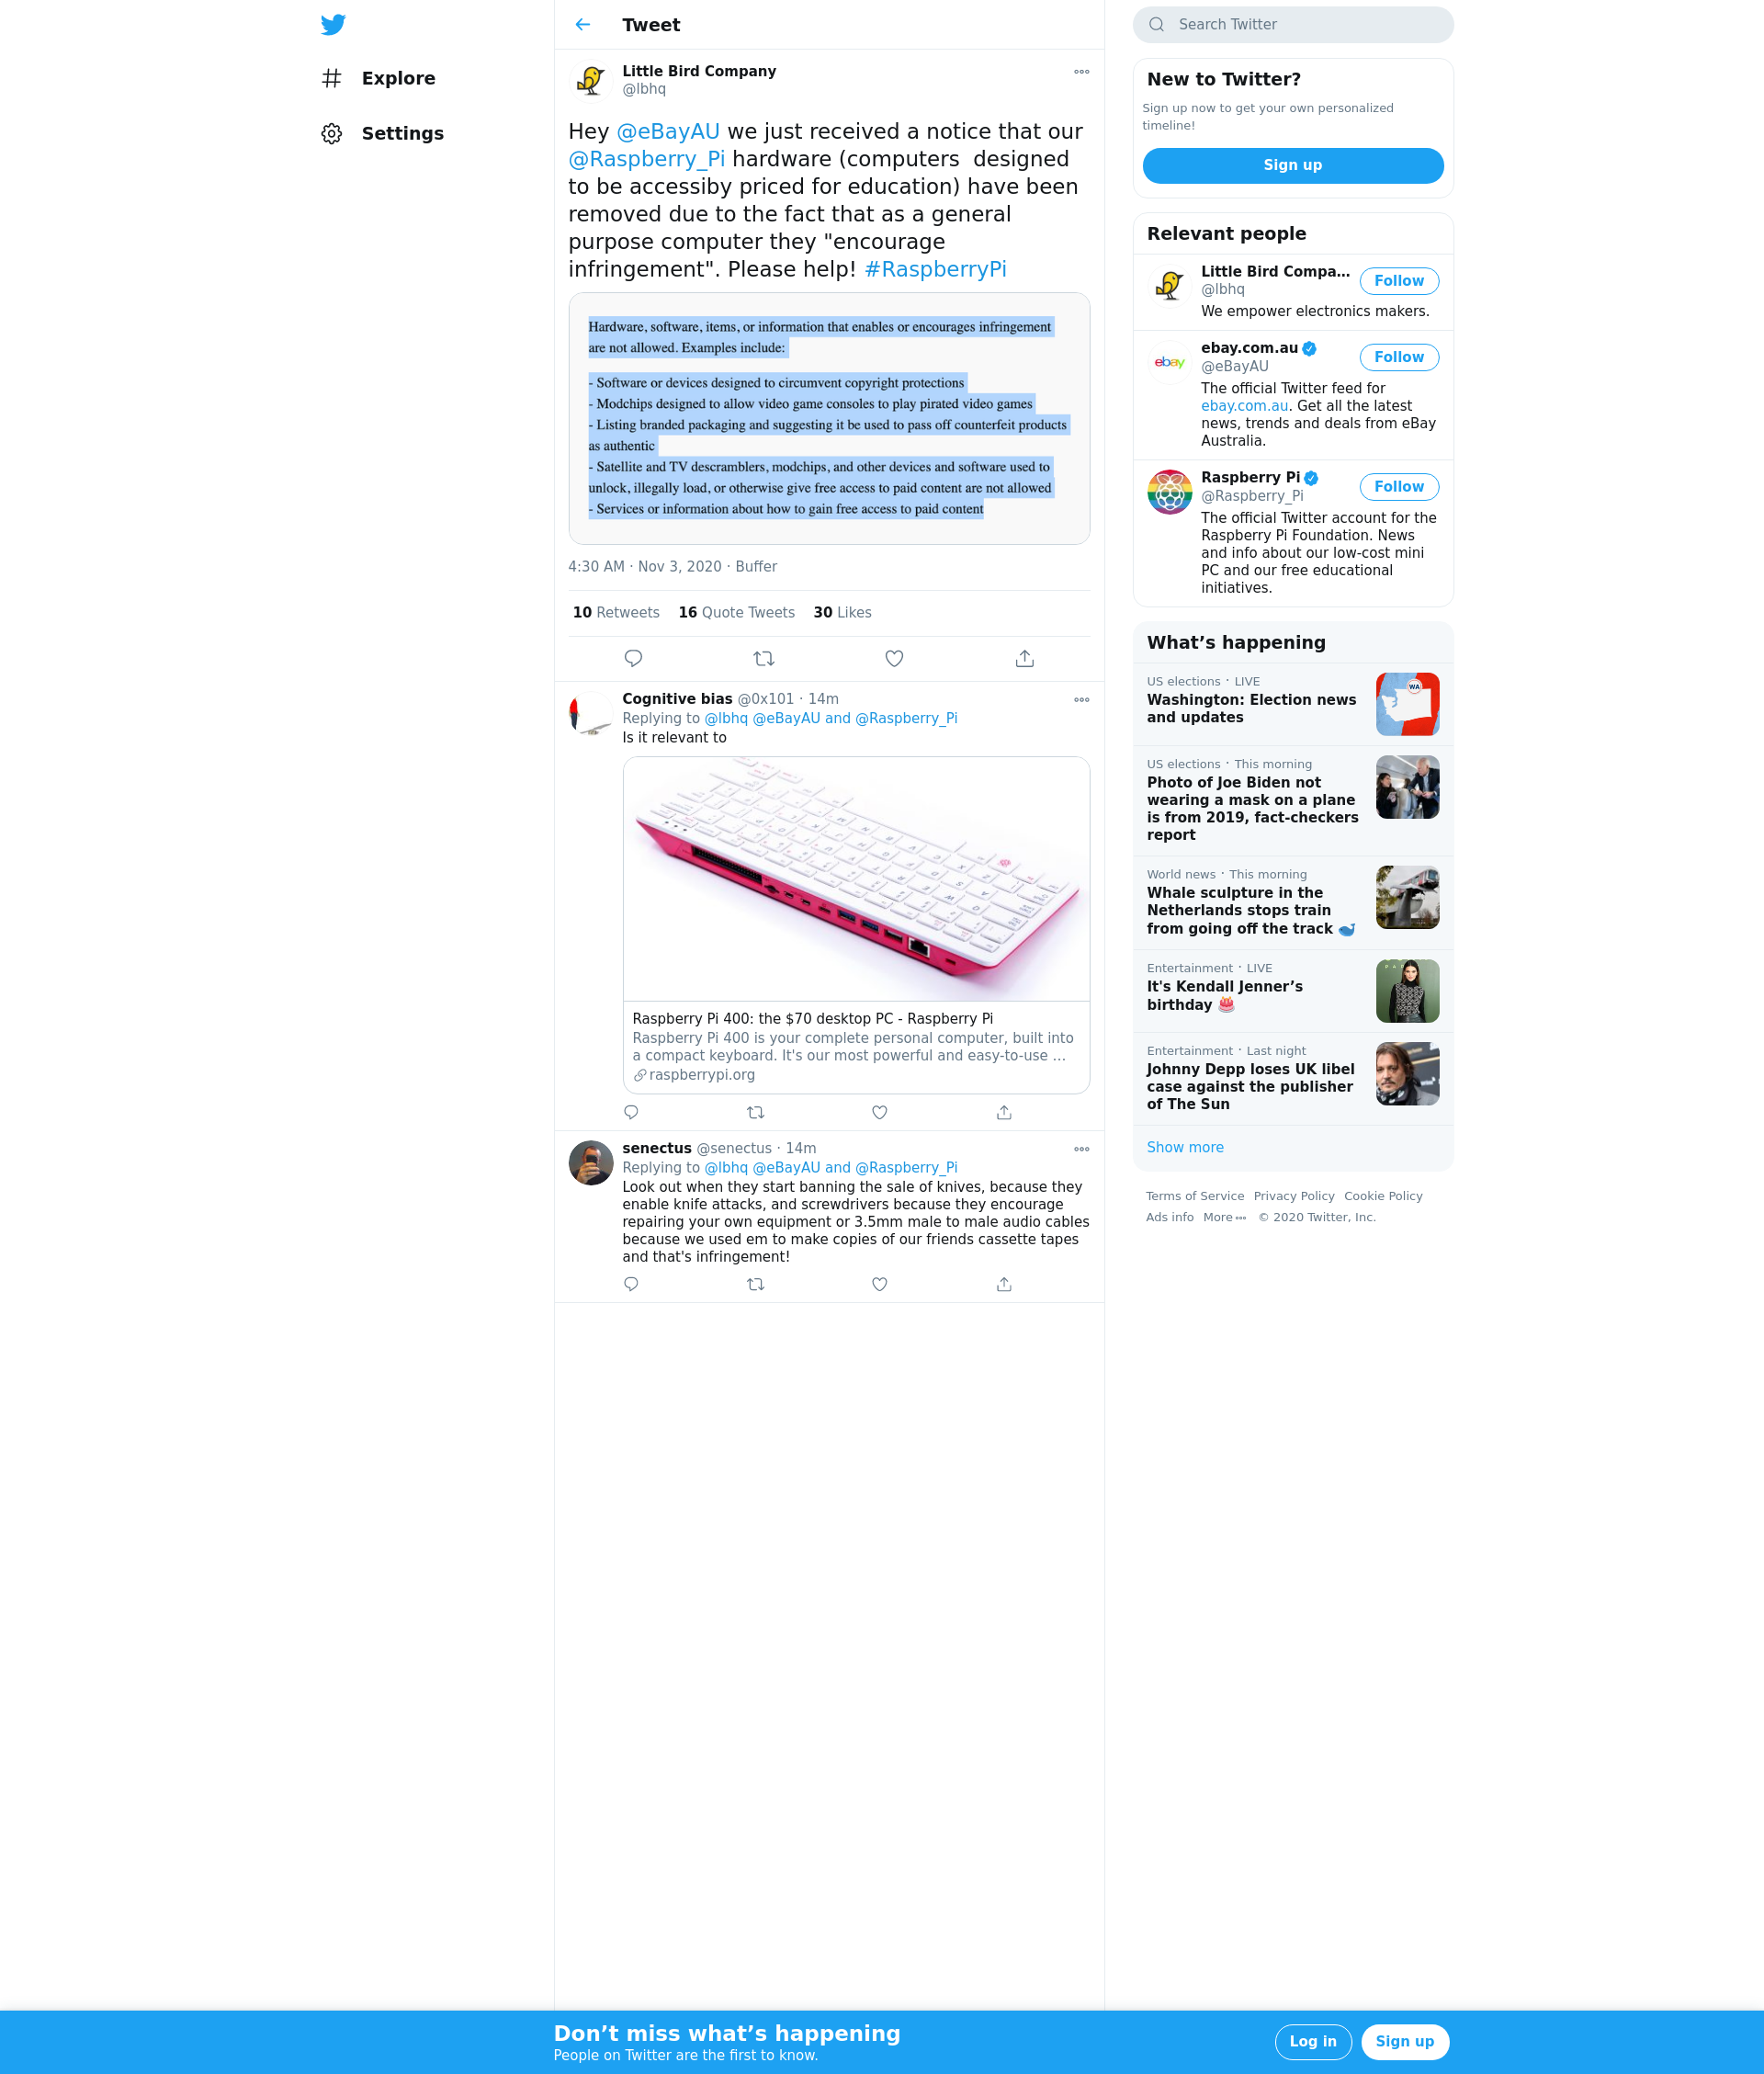 Explore
Settings
Tweet
Little Bird Company
@lbhq
Hey @eBayAU we just received a notice that our
@Raspberry_Pi hardware (computers  designed
to be accessiby priced for education) have been
removed due to the fact that as a general
purpose computer they "encourage
infringement". Please help! #RaspberryPi
Hardware, software, items, or information that enables or encourages infringement
are not allowed. Examples include:
- Software or devices designed to circumvent copyright protections
- Modchips designed to allow video game consoles to play pirated video games
- Listing branded packaging and suggesting it be used to pass off counterfeit products
as authentic
- Satellite and TV descramblers, modchips, and other devices and software used to
unlock, illegally load, or otherwise give free access to paid content are not allowed
- Services or information about how to gain free access to paid content
4:30 AM · Nov 3, 2020 · Buffer
10 Retweets 16 Quote Tweets 30 Likes
Cognitive bias @0x101 · 14m
Replying to @lbhq @eBayAU and @Raspberry_Pi
Is it relevant to
Raspberry Pi 400: the $70 desktop PC - Raspberry Pi
Raspberry Pi 400 is your complete personal computer, built into
a compact keyboard. It's our most powerful and easy-to-use ...
raspberrypi.org
senectus @senectus · 14m
Replying to @lbhq @eBayAU and @Raspberry_Pi
Look out when they start banning the sale of knives, because they
enable knife attacks, and screwdrivers because they encourage
repairing your own equipment or 3.5mm male to male audio cables
because we used em to make copies of our friends cassette tapes
and that's infringement!
Search Twitter
New to Twitter?
Sign up now to get your own personalized
timeline!
Sign up
Relevant people
Little Bird Compa...
@lbhq
Follow
We empower electronics makers.
ebay
ebay.com.au
@eBayAU
Follow
The official Twitter feed for
ebay.com.au. Get all the latest
news, trends and deals from eBay
Australia.
Raspberry Pi
@Raspberry_Pi
Follow
The official Twitter account for the
Raspberry Pi Foundation. News
and info about our low-cost mini
PC and our free educational
initiatives.
What’s happening
US elections · LIVE
Washington: Election news
and updates
WA
US elections · This morning
Photo of Joe Biden not
wearing a mask on a plane
is from 2019, fact-checkers
report
World news · This morning
Whale sculpture in the
Netherlands stops train
from going off the track 🐳
Entertainment · LIVE
It's Kendall Jenner’s
birthday 🎂
Entertainment · Last night
Johnny Depp loses UK libel
case against the publisher
of The Sun
Show more
Terms of Service Privacy Policy Cookie Policy
Ads info More © 2020 Twitter, Inc.
Don’t miss what’s happening
People on Twitter are the first to know.
Log in
Sign up